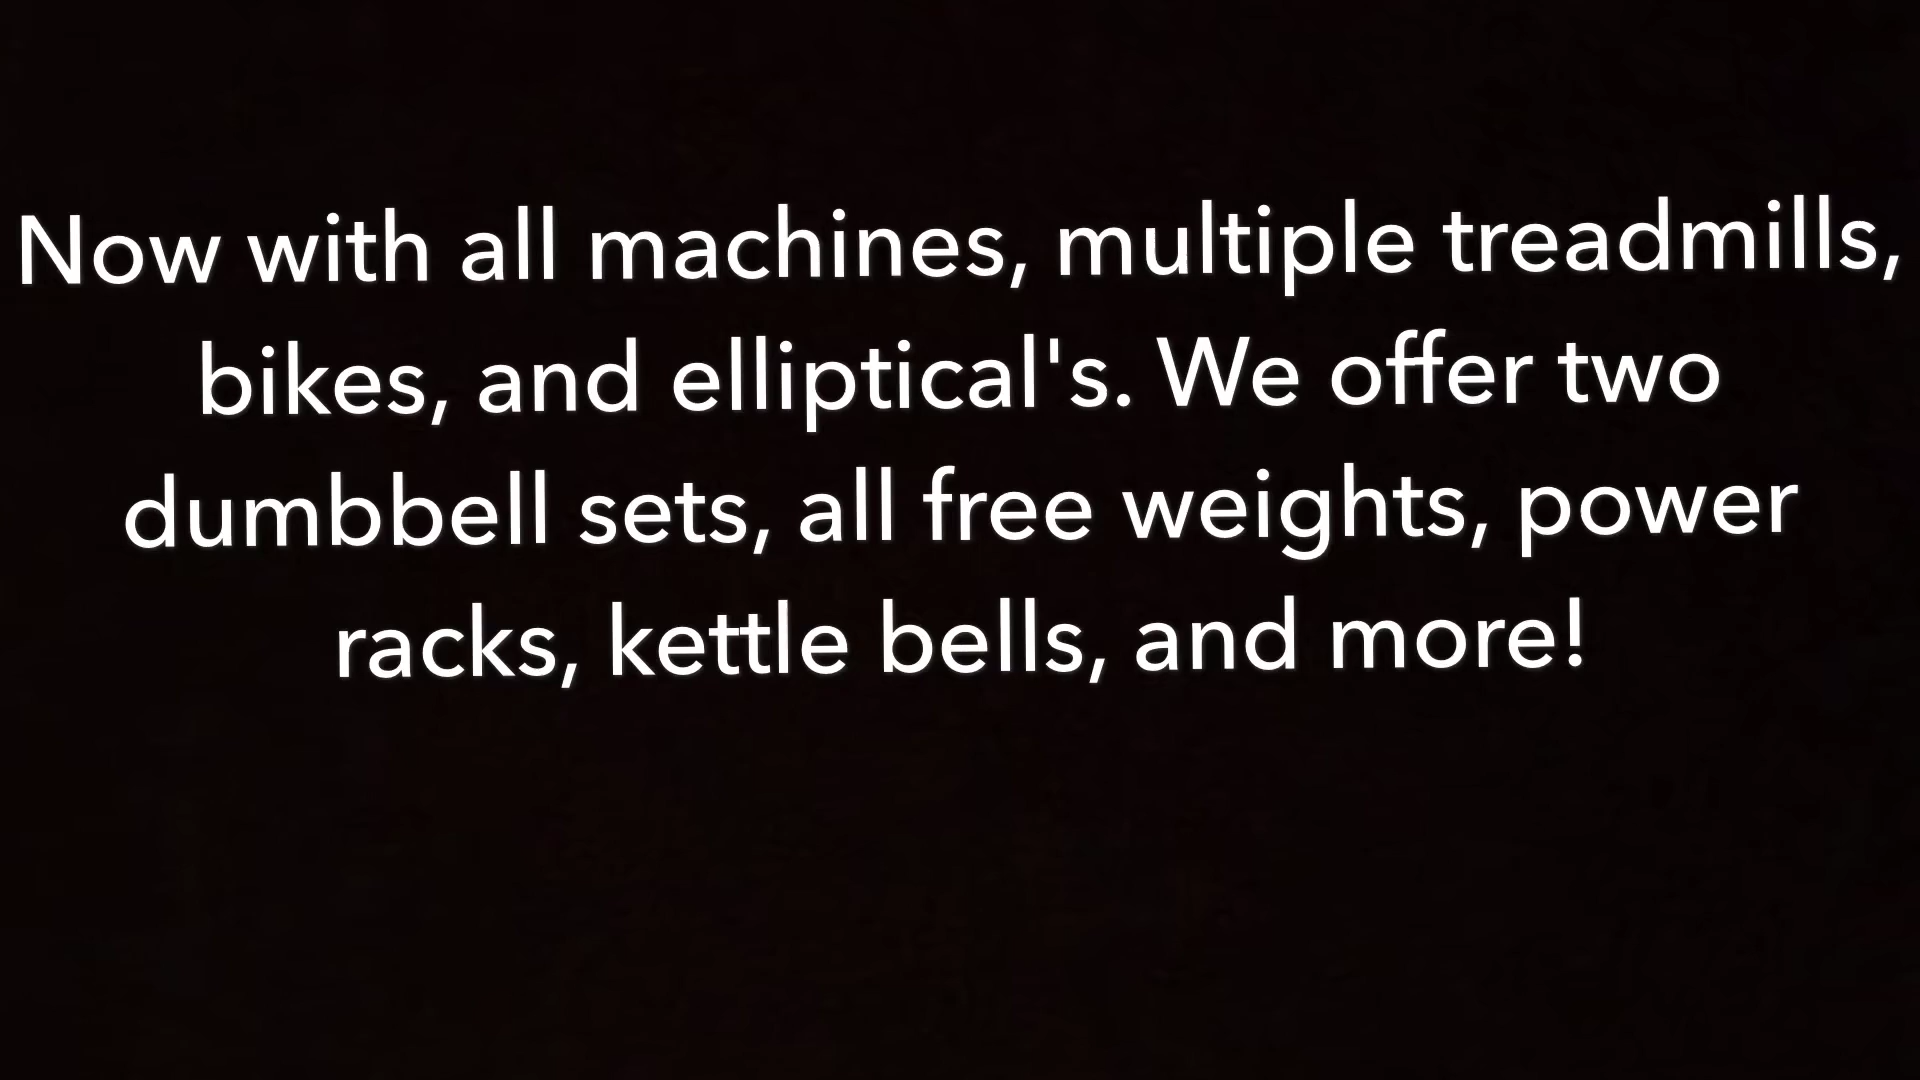 Now with all machines, multiple treadmills,
bikes, and elliptical's. We offer two
dumbbell sets, all free weights, power
racks, kettle bells, and more!